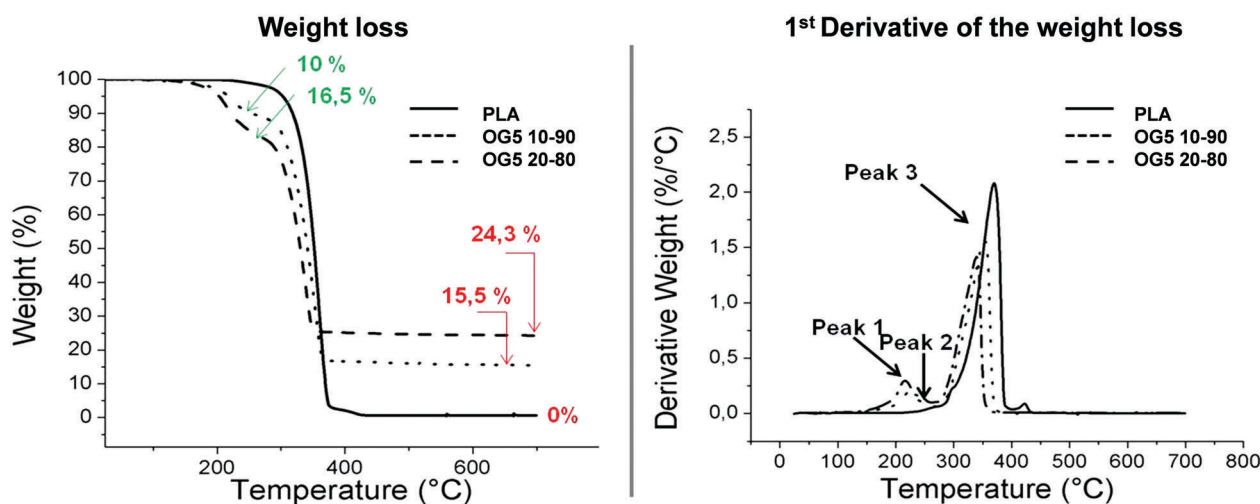 Weight loss
1st Derivative of the weight loss
10 %
16,5 %
PLA
OG5 10-90
OG5 20-80
24,3 %
15,5 %
0%
100
90
80
70
60
50
40
30
20
10
0
Weight (%)
200
400
600
Temperature (°C)
PLA
OG5 10-90
OG5 20-80
Peak 3
Peak 1
Peak 2
2,5
2,0
1,5
1,0
0,5
0,0
Derivative Weight (%/°C)
0 100 200 300 400 500 600 700 800
Temperature (°C)